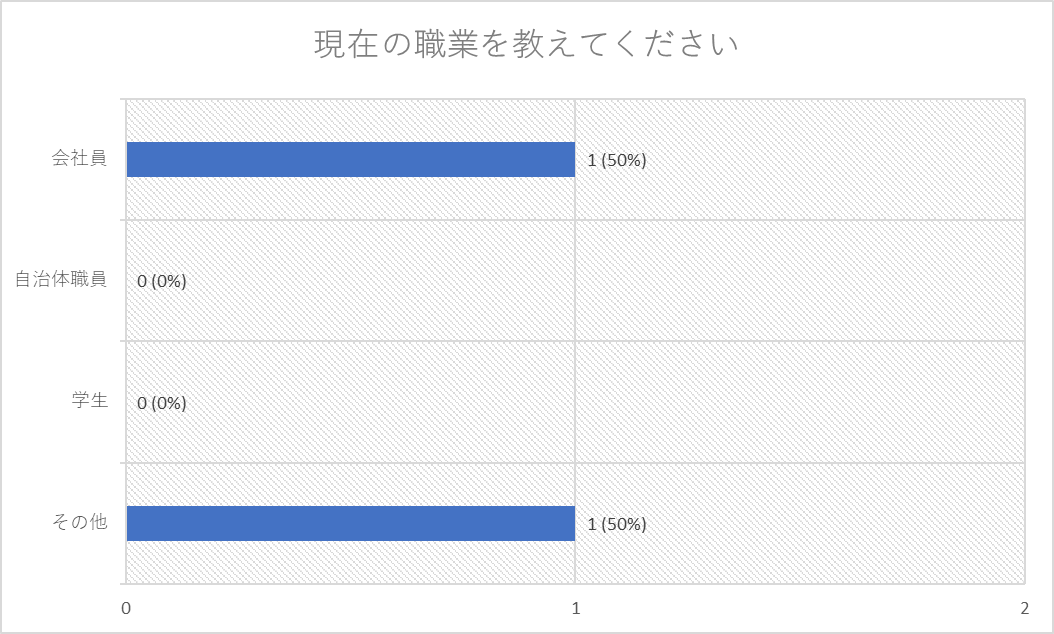 現在の職業を教えてください
会社員 1 (50%)
自治体職員 0 (0%)
学生 0 (0%)
その他 1 (50%)
0 1 2